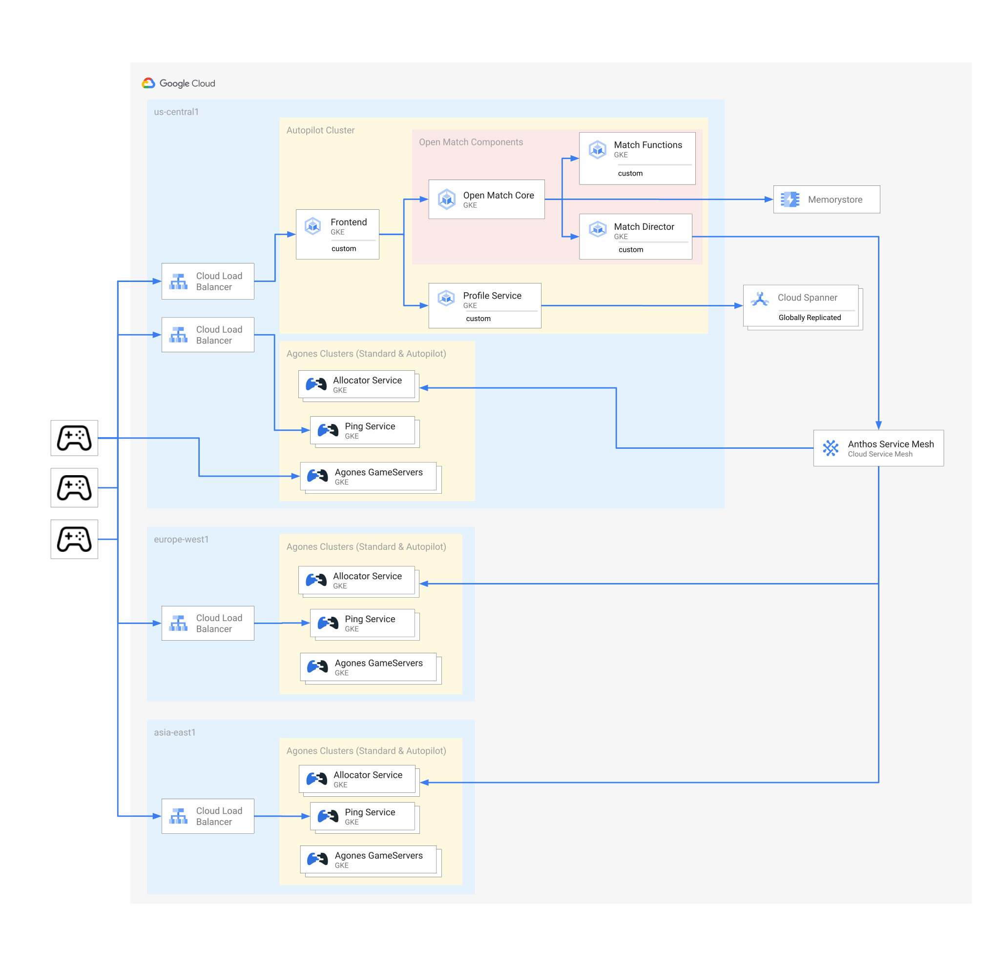 Google Cloud
us-central1
Autopilot Cluster
Open Match Components
Match Functions
GKE
custom
Open Match Core
GKE
Memorystore
Frontend
GKE
custom
Match Director
GKE
custom
Cloud Load
Balancer
Profile Service
GKE
custom
Cloud Spanner
Globally Replicated
Cloud Load
Balancer
Agones Clusters (Standard & Autopilot)
Allocator Service
GKE
Ping Service
GKE
Anthos Service Mesh
Cloud Service Mesh
Agones GameServers
GKE
europe-west1
Agones Clusters (Standard & Autopilot)
Allocator Service
GKE
Cloud Load
Balancer
Ping Service
GKE
Agones GameServers
GKE
asia-east1
Agones Clusters (Standard & Autopilot)
Allocator Service
GKE
Cloud Load
Balancer
Ping Service
GKE
Agones GameServers
GKE